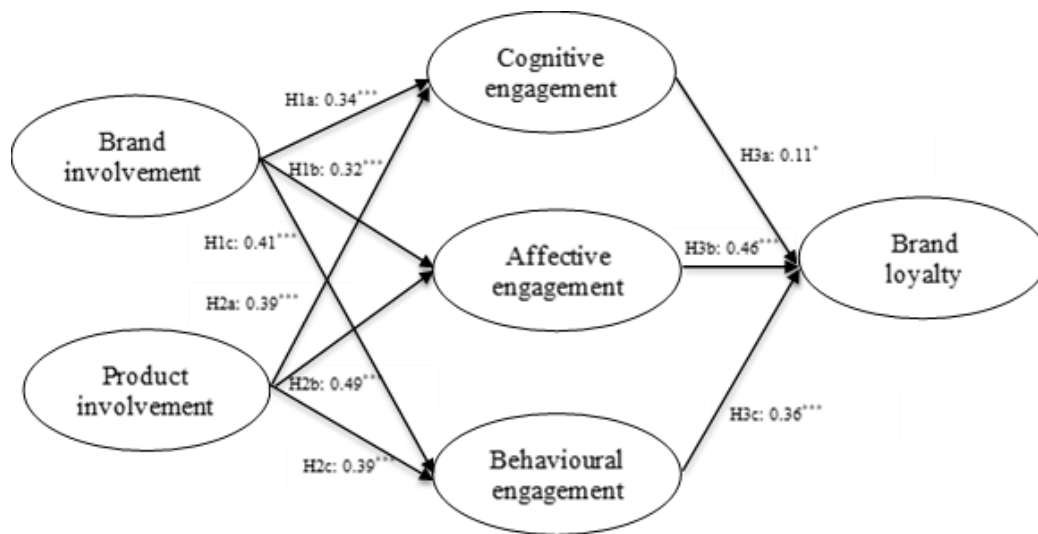 Cognitive
engagement
H1a: 0.34***
Brand
involvement
H1b: 0.32***
H3a: 0.11*
H1c: 0.41***
Affective
engagement
H3b: 0.46***
Brand
loyalty
H2a: 0.39***
Product
involvement
H2b: 0.49***
H3c: 0.36***
H2c: 0.39***
Behavioural
engagement